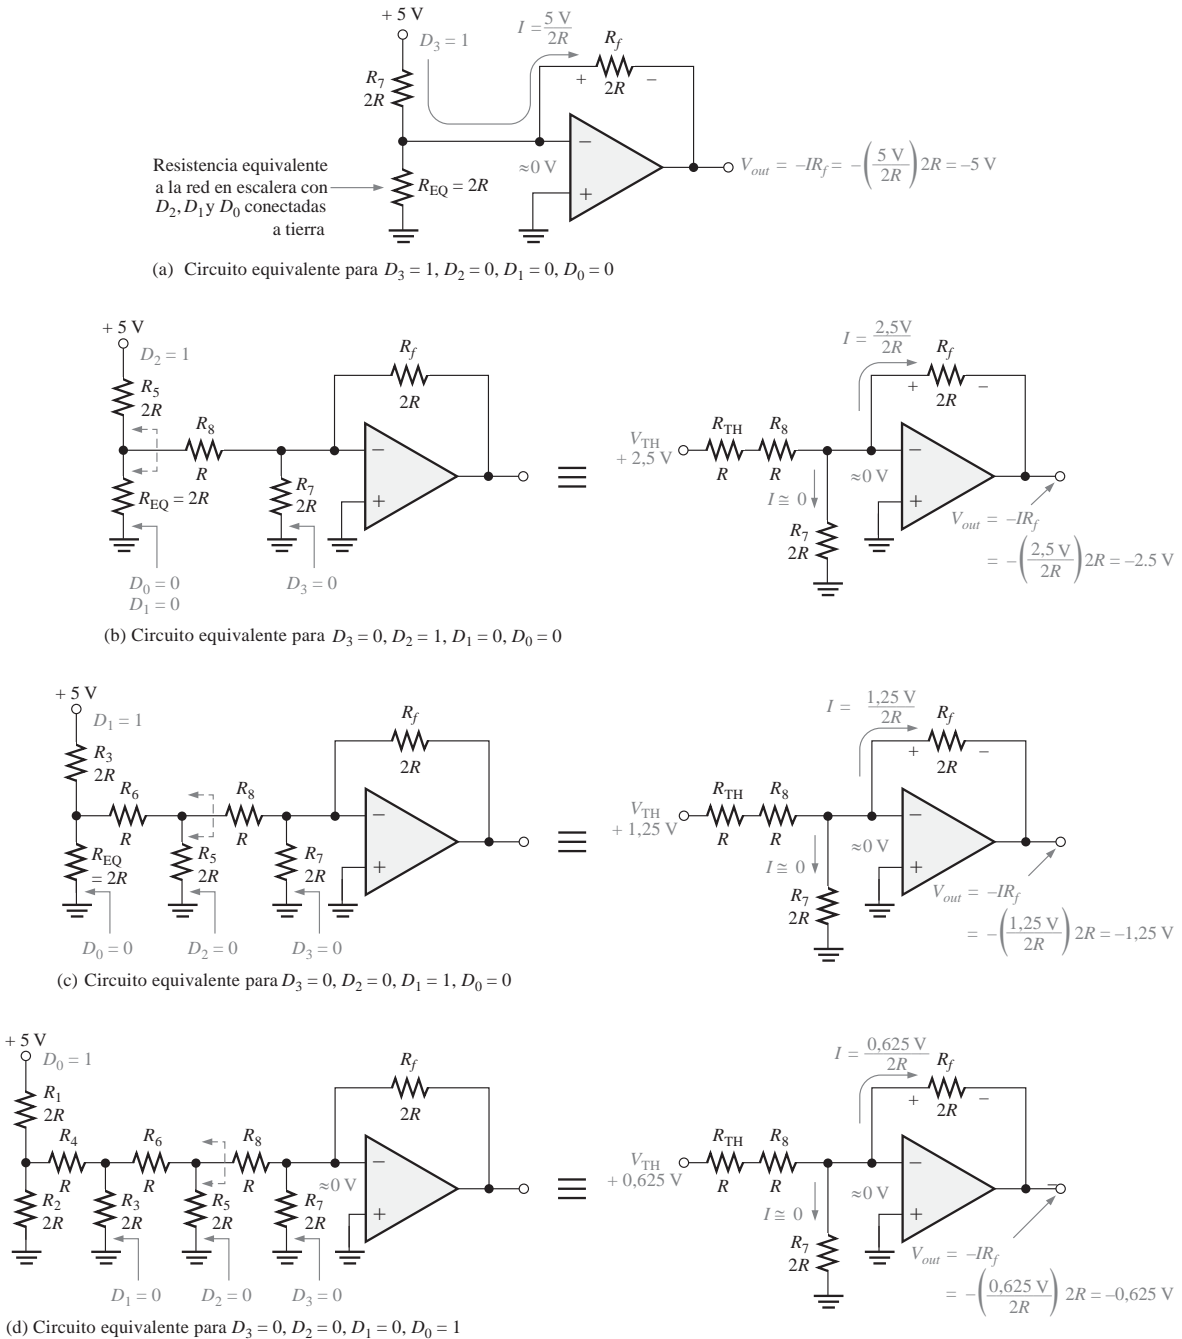 + 5 V
D3 = 1
I = 5 V / 2R
Rf
2R
+ −
R7
2R
≈0 V
−
+
Resistencia equivalente
a la red en escalera con
D2, D1 y D0 conectadas
a tierra
REQ = 2R
Vout = −IRf = −(5 V / 2R) 2R = −5 V
(a) Circuito equivalente para D3 = 1, D2 = 0, D1 = 0, D0 = 0
+ 5 V
D2 = 1
R5
2R
R8
R
REQ = 2R
R7
2R
Rf
2R
−
+
D0 = 0
D1 = 0
D3 = 0
I = 2,5V / 2R
Rf
+ −
2R
VTH
+ 2,5 V
RTH
R
R8
R
I ≅ 0
≈0 V
−
+
R7
2R
Vout = −IRf
= −(2,5 V / 2R) 2R = −2.5 V
(b) Circuito equivalente para D3 = 0, D2 = 1, D1 = 0, D0 = 0
+ 5 V
D1 = 1
R3
2R
R6
R
R8
R
REQ
= 2R
R5
2R
R7
2R
Rf
2R
−
+
D0 = 0
D2 = 0
D3 = 0
I = 1,25 V / 2R
Rf
+ −
2R
VTH
+ 1,25 V
RTH
R
R8
R
I ≅ 0
≈0 V
−
+
R7
2R
Vout = −IRf
= −(1,25 V / 2R) 2R = −1,25 V
(c) Circuito equivalente para D3 = 0, D2 = 0, D1 = 1, D0 = 0
+ 5 V
D0 = 1
R1
2R
R4
R
R6
R
R8
R
R2
2R
R3
2R
R5
2R
R7
2R
≈0 V
Rf
2R
−
+
D1 = 0
D2 = 0
D3 = 0
I = 0,625 V / 2R
Rf
+ −
2R
VTH
+ 0,625 V
RTH
R
R8
R
I ≅ 0
≈0 V
−
+
R7
2R
−
Vout = −IRf
= −(0,625 V / 2R) 2R = −0,625 V
(d) Circuito equivalente para D3 = 0, D2 = 0, D1 = 0, D0 = 1